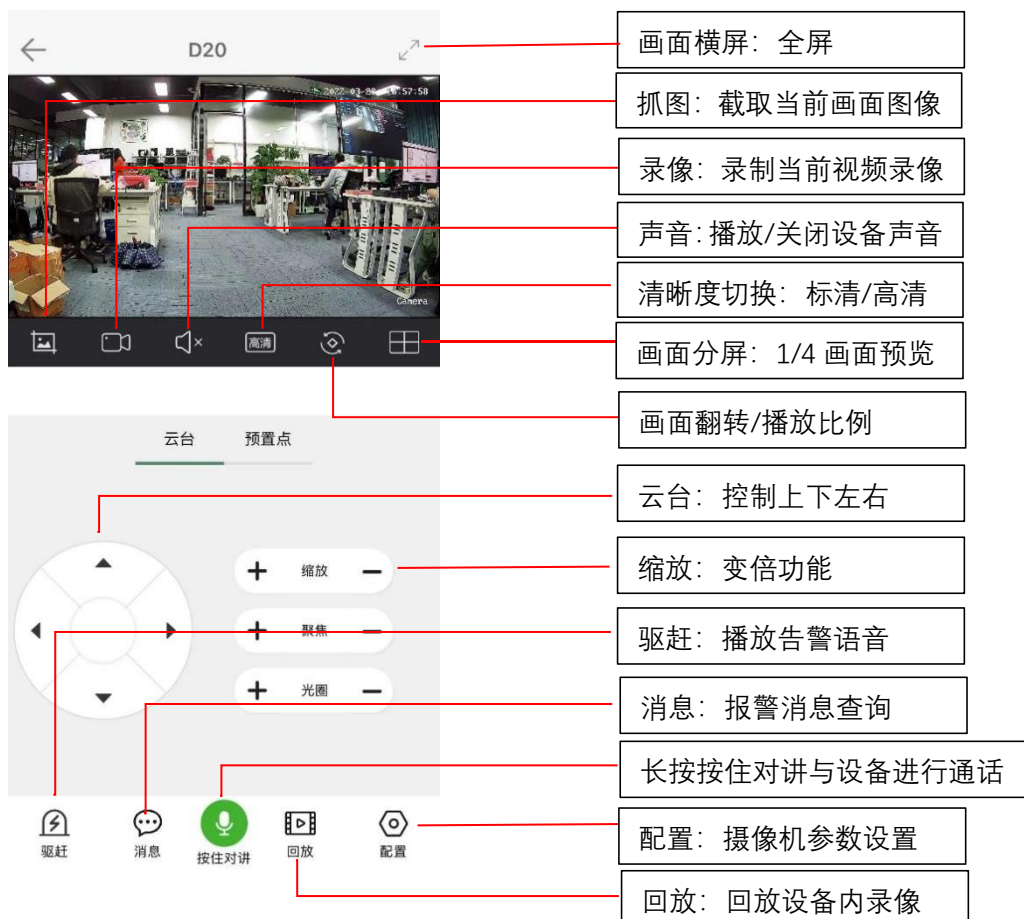 D20
画面横屏：全屏
2022-03-28 16:57:58
抓图：截取当前画面图像
录像：录制当前视频录像
声音:播放/关闭设备声音
Camera
清晰度切换：标清/高清
高清
画面分屏：1/4 画面预览
画面翻转/播放比例
云台 预置点
云台：控制上下左右
缩放
缩放：变倍功能
聚焦
驱赶：播放告警语音
光圈
消息：报警消息查询
长按按住对讲与设备进行通话
驱赶 消息 按住对讲 回放 配置
配置：摄像机参数设置
回放：回放设备内录像